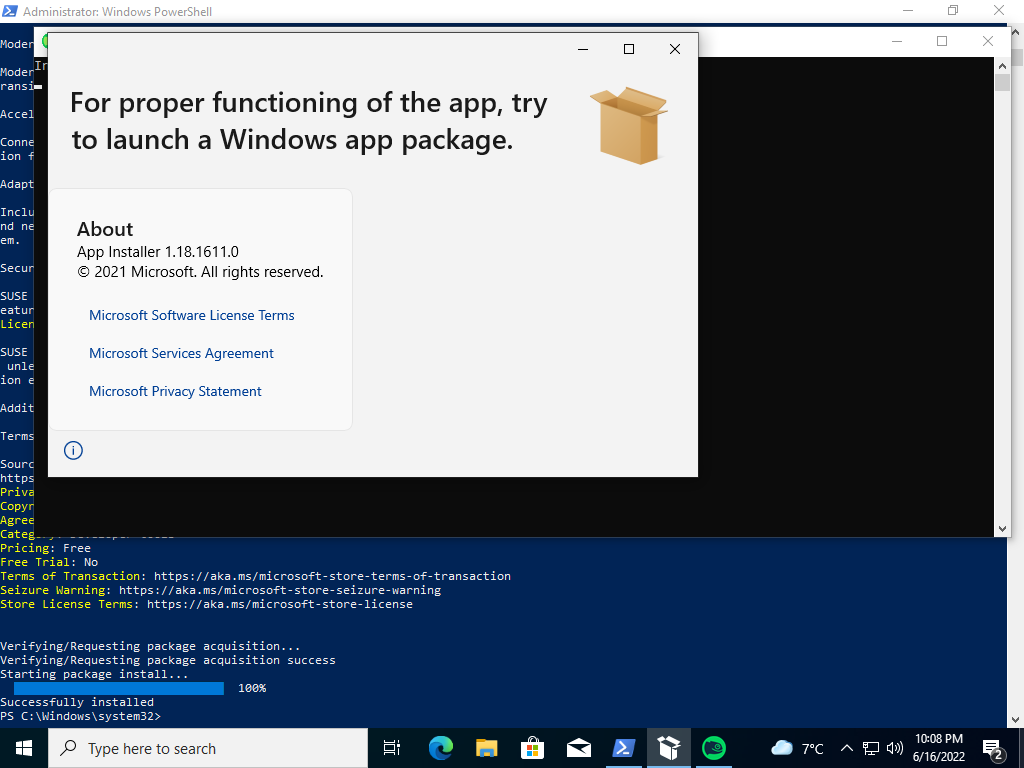 Administrator: Windows PowerShell
For proper functioning of the app, try
to launch a Windows app package.
About
App Installer 1.18.1611.0
© 2021 Microsoft. All rights reserved.
Microsoft Software License Terms
Microsoft Services Agreement
Microsoft Privacy Statement
In
Moder
Moder
ransi
Accel
Conne
ion f
Adapt
Inclu
nd ne
em.
Secur
SUSE
eatur
Licen
SUSE
unle
ion e
Addit
Terms
Sourc
https
Priva
Copyr
Agree
Pricing: Free
Free Trial: No
Terms of Transaction: https://aka.ms/microsoft-store-terms-of-transaction
Seizure Warning: https://aka.ms/microsoft-store-seizure-warning
Store License Terms: https://aka.ms/microsoft-store-license
Verifying/Requesting package acquisition...
Verifying/Requesting package acquisition success
Starting package install...
100%
Successfully installed
PS C:\Windows\system32>
Type here to search
7°C
10:08 PM
6/16/2022
2